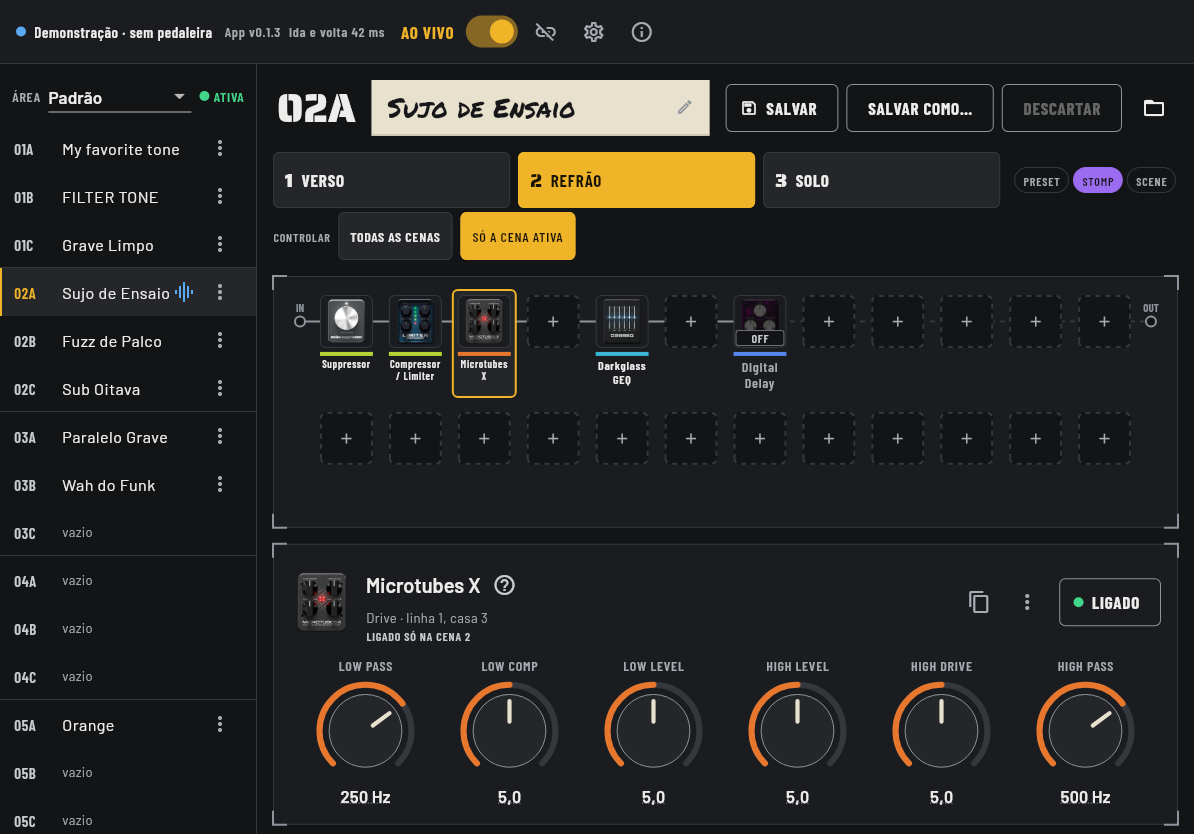 Demonstração · sem pedaleira App v0.1.3 Ida e volta 42 ms AO VIVO
ÁREA Padrão ATIVA
01A My favorite tone
01B FILTER TONE
01C Grave Limpo
02A Sujo de Ensaio
02B Fuzz de Palco
02C Sub Oitava
03A Paralelo Grave
03B Wah do Funk
03C vazio
04A vazio
04B vazio
04C vazio
05A Orange
05B vazio
05C vazio
02A Sujo de Ensaio SALVAR SALVAR COMO... DESCARTAR
1 VERSO 2 REFRÃO 3 SOLO PRESET STOMP SCENE
CONTROLAR TODAS AS CENAS SÓ A CENA ATIVA
IN + + + + + + + OUT
OFF
Suppressor
Compressor
/ Limiter
Microtubes
X
Darkglass
GEQ
Digital
Delay
+ + + + + + + + + + + +
Microtubes X
Drive · linha 1, casa 3
LIGADO SÓ NA CENA 2
LIGADO
LOW PASS LOW COMP LOW LEVEL HIGH LEVEL HIGH DRIVE HIGH PASS
250 Hz 5,0 5,0 5,0 5,0 500 Hz